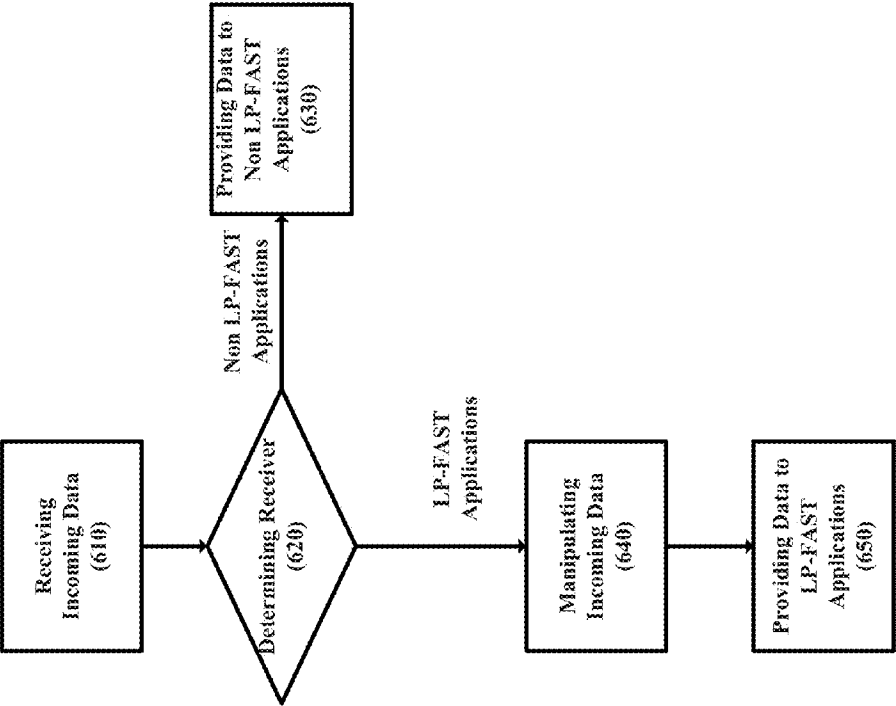 Receiving
Incoming Data
(610)
Determining Receiver
(620)
Non LP-FAST
Applications
Providing Data to
Non LP-FAST
Applications
(630)
LP-FAST
Applications
Manipulating
Incoming Data
(640)
Providing Data to
LP-FAST
Applications
(650)